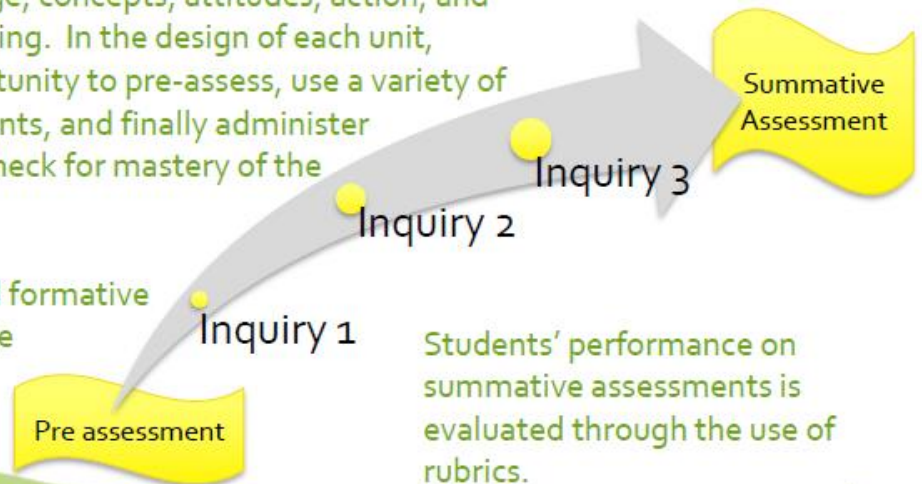 ge, concepts, attitudes, action, and
ing. In the design of each unit,
tunity to pre-assess, use a variety of
nts, and finally administer
heck for mastery of the
Summative
Assessment
Inquiry 3
Inquiry 2
formative
e
Inquiry 1
Pre assessment
Students' performance on
summative assessments is
evaluated through the use of
rubrics.